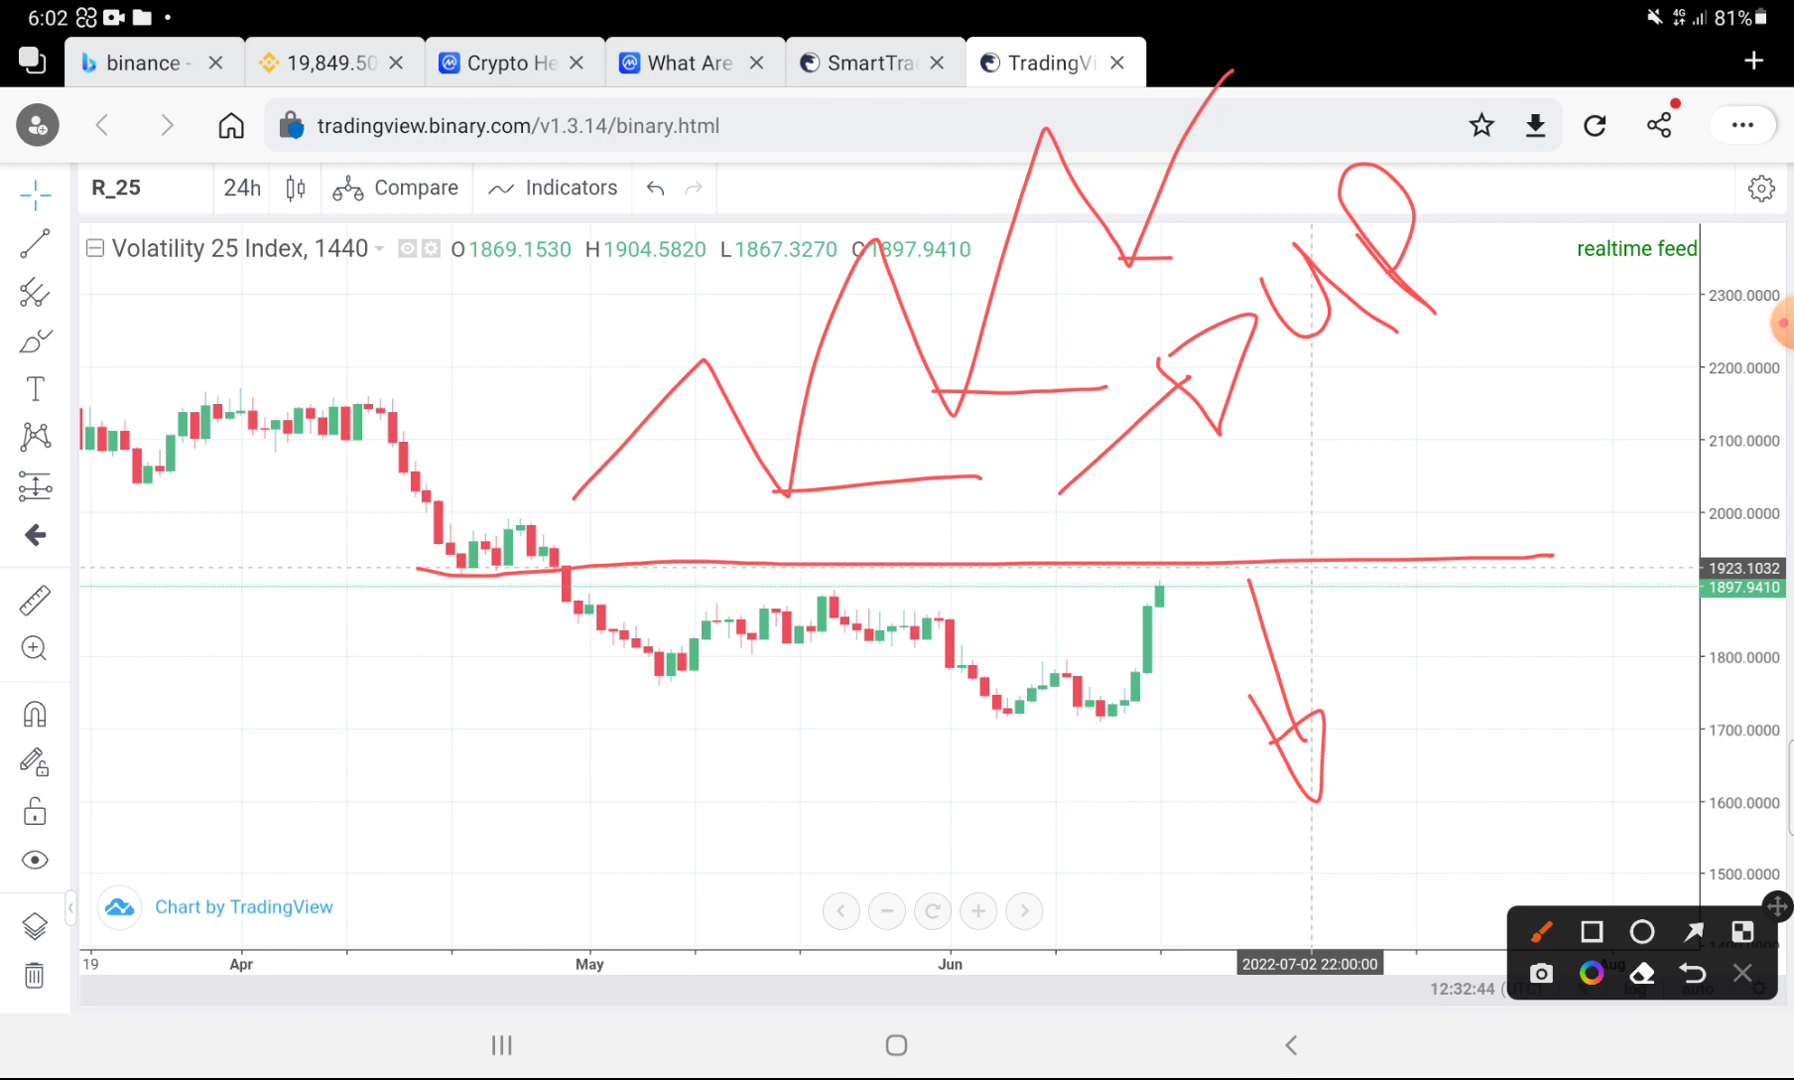 6:02
4G
81%
binance -
19,849.50
Crypto He
What Are
SmartTra
TradingVi
tradingview.binary.com/v1.3.14/binary.html
R_25
24h
Compare
Indicators
Volatility 25 Index, 1440
O1869.1530 H1904.5820 L1867.3270 C1897.9410
realtime feed
UP
2300.0000
2200.0000
2100.0000
2000.0000
1923.1032
1897.9410
1800.0000
1700.0000
1600.0000
1500.0000
Chart by TradingView
19
Apr
May
Jun
2022-07-02 22:00:00
Aug
12:32:44